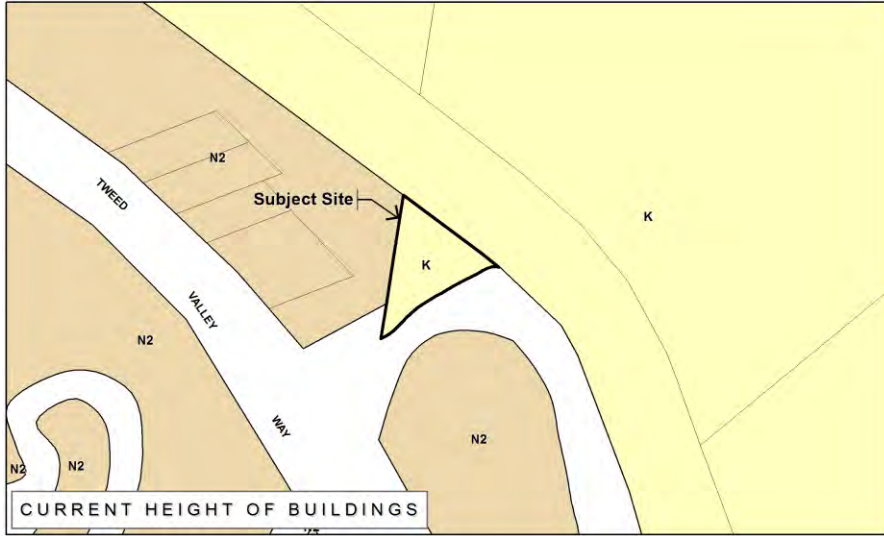 N2
TWEED
Subject Site
K
K
VALLEY
N2
WAY
N2
N2
N2
CURRENT HEIGHT OF BUILDINGS